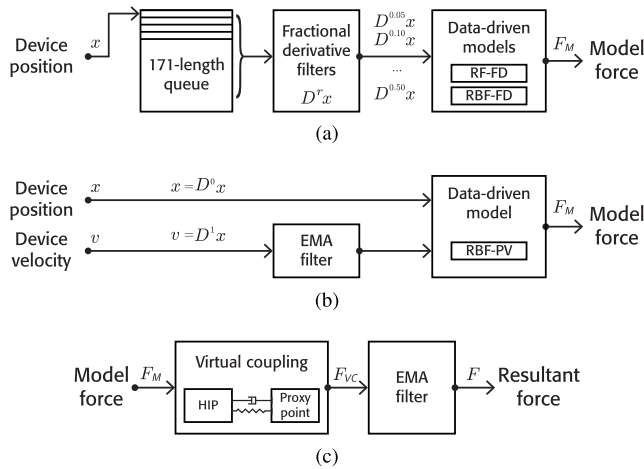 Device
position
x
171-length
queue
Fractional
derivative
filters
D^r x
D^0.05 x
D^0.10 x
...
D^0.50 x
Data-driven
models
RF-FD
RBF-FD
F_M
Model
force
(a)
Device
position
x
x = D^0 x
Device
velocity
v
v = D^1 x
EMA
filter
Data-driven
model
RBF-PV
F_M
Model
force
(b)
Model
force
F_M
Virtual coupling
HIP
Proxy
point
F_VC
EMA
filter
F
Resultant
force
(c)